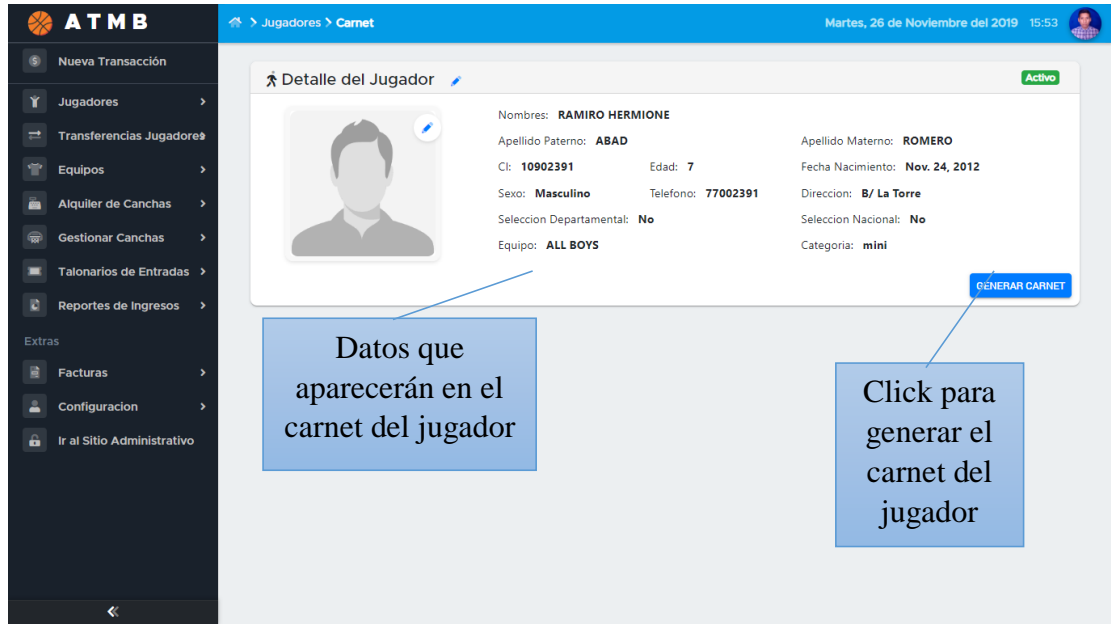 ATMB
Jugadores > Carnet
Martes, 26 de Noviembre del 2019 15:53
Nueva Transacción
Jugadores
Transferencias Jugadores
Equipos
Alquiler de Canchas
Gestionar Canchas
Talonarios de Entradas
Reportes de Ingresos
Extras
Facturas
Configuracion
Ir al Sitio Administrativo
Detalle del Jugador
Activo
Nombres: RAMIRO HERMIONE
Apellido Paterno: ABAD Apellido Materno: ROMERO
CI: 10902391 Edad: 7 Fecha Nacimiento: Nov. 24, 2012
Sexo: Masculino Telefono: 77002391 Direccion: B/ La Torre
Seleccion Departamental: No Seleccion Nacional: No
Equipo: ALL BOYS Categoria: mini
GENERAR CARNET
Datos que
aparecerán en el
carnet del jugador
Click para
generar el
carnet del
jugador